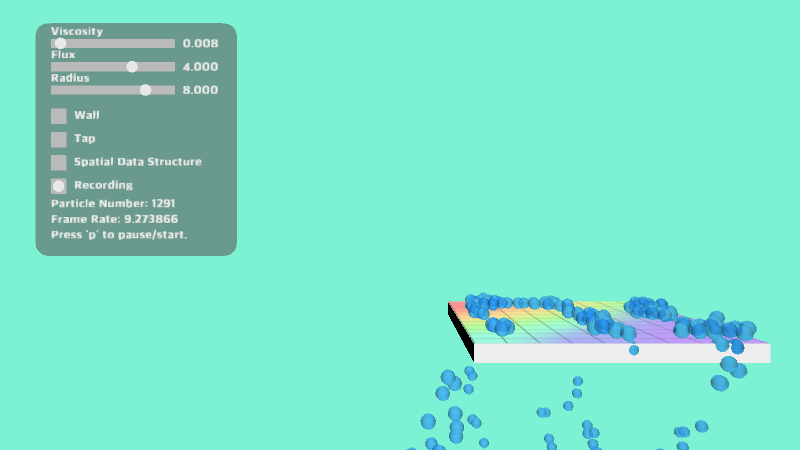 Viscosity
0.008
Flux
4.000
Radius
8.000
Wall
Tap
Spatial Data Structure
Recording
Particle Number: 1291
Frame Rate: 9.273866
Press 'p' to pause/start.